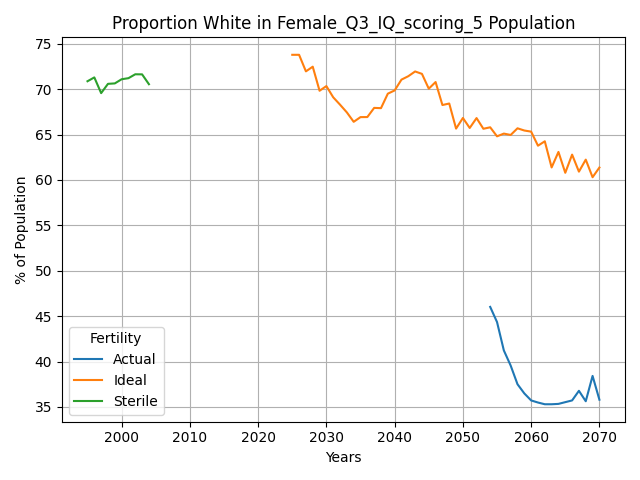 Proportion White in Female_Q3_IQ_scoring_5 Population
75
70
65
60
55
50
45
40
35
% of Population
Fertility
Actual
Ideal
Sterile
2000 2010 2020 2030 2040 2050 2060 2070
Years